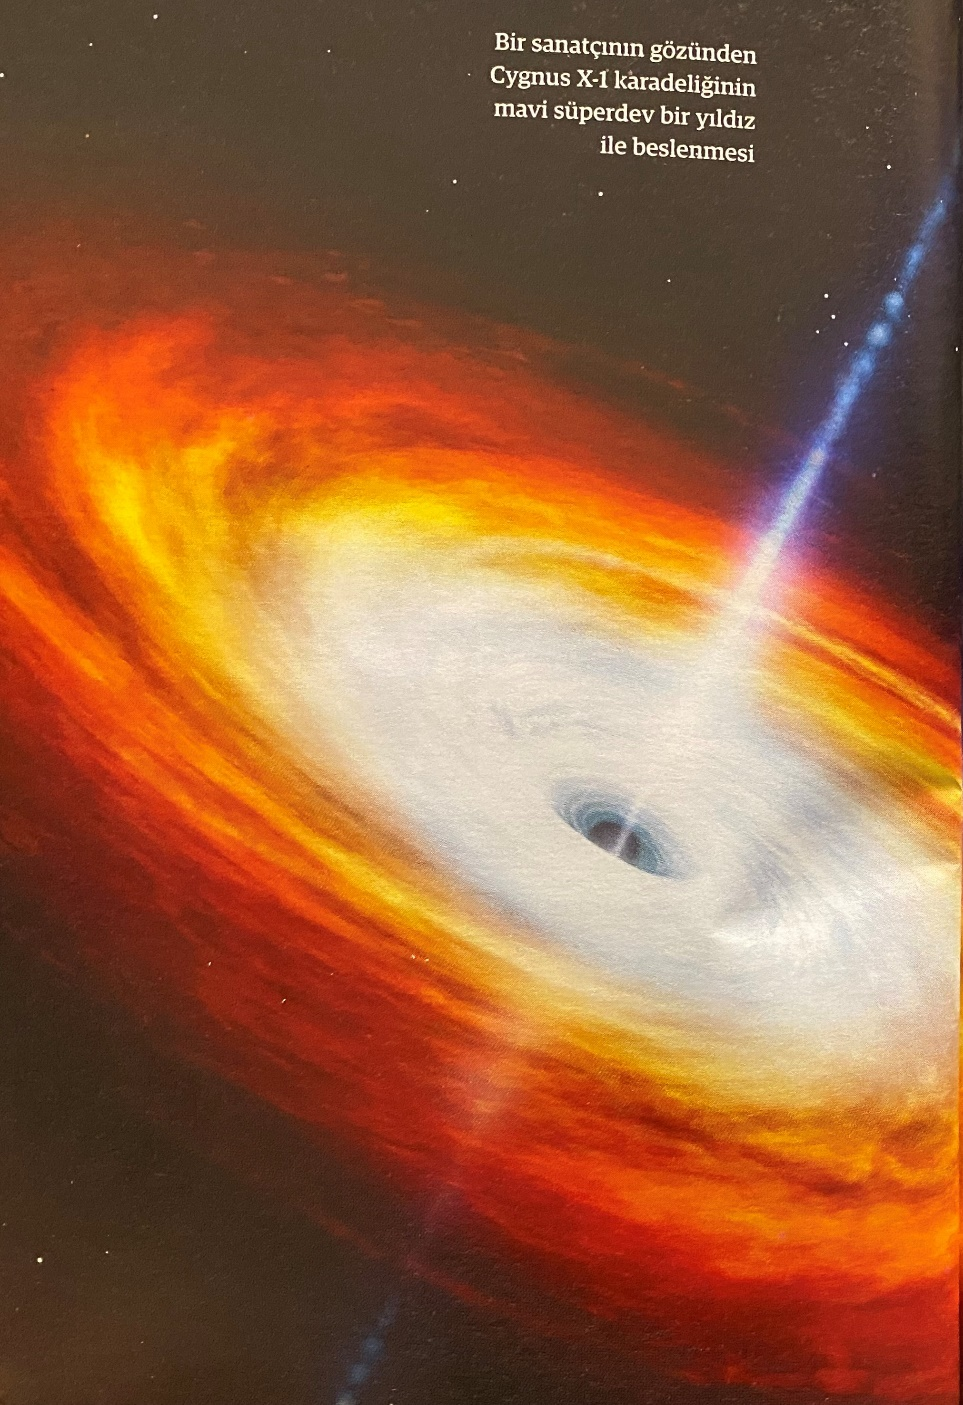 Bir sanatçının gözünden
Cygnus X-1 karadeliğinin
mavi süperdev bir yıldız
ile beslenmesi